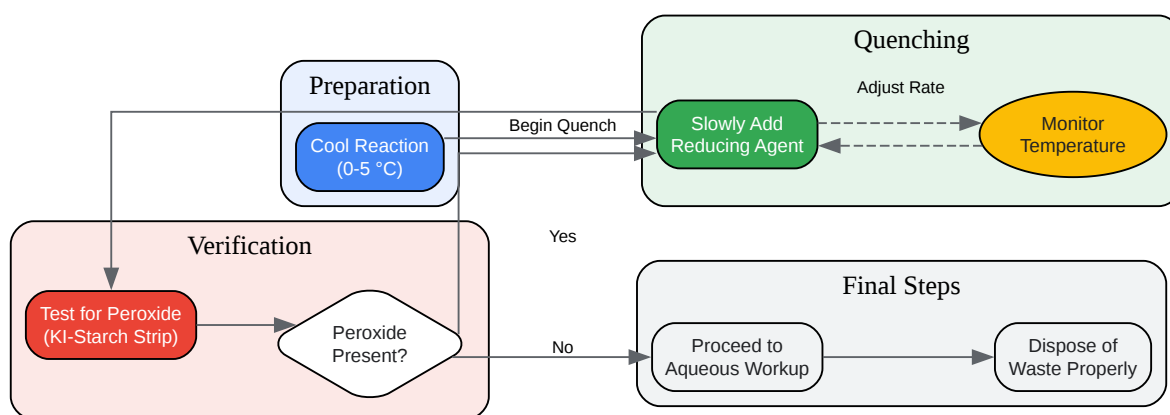 Preparation
Cool Reaction
(0-5 °C)
Begin Quench
Quenching
Slowly Add
Reducing Agent
Adjust Rate
Monitor
Temperature
Verification
Test for Peroxide
(KI-Starch Strip)
Peroxide
Present?
Yes
No
Final Steps
Proceed to
Aqueous Workup
Dispose of
Waste Properly